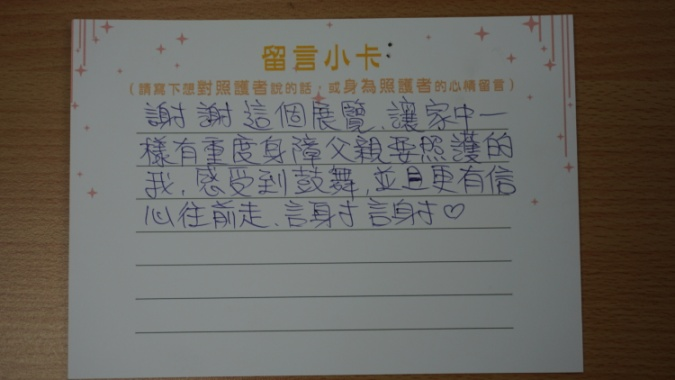 留言小卡:
(請寫下想對照護者說的話,或身為照護者的心情留言)
謝謝這個展覽、讓家中一
樣有重度身障父親要照護的
我,感受到鼓舞,並且更有信
心往前走、謝謝♡